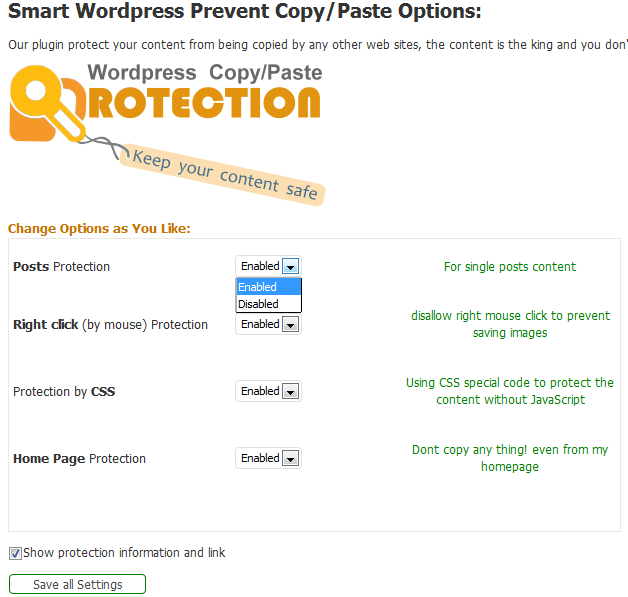 Smart Wordpress Prevent Copy/Paste Options:
Our plugin protect your content from being copied by any other web sites, the content is the king and you don'
Wordpress Copy/Paste
PROTECTION
Keep your content safe
Change Options as You Like:
Posts Protection
Enabled
For single posts content
Enabled
Disabled
Right click (by mouse) Protection
Enabled
disallow right mouse click to prevent
saving images
Protection by CSS
Enabled
Using CSS special code to protect the
content without JavaScript
Home Page Protection
Enabled
Dont copy any thing! even from my
homepage
Show protection information and link
Save all Settings